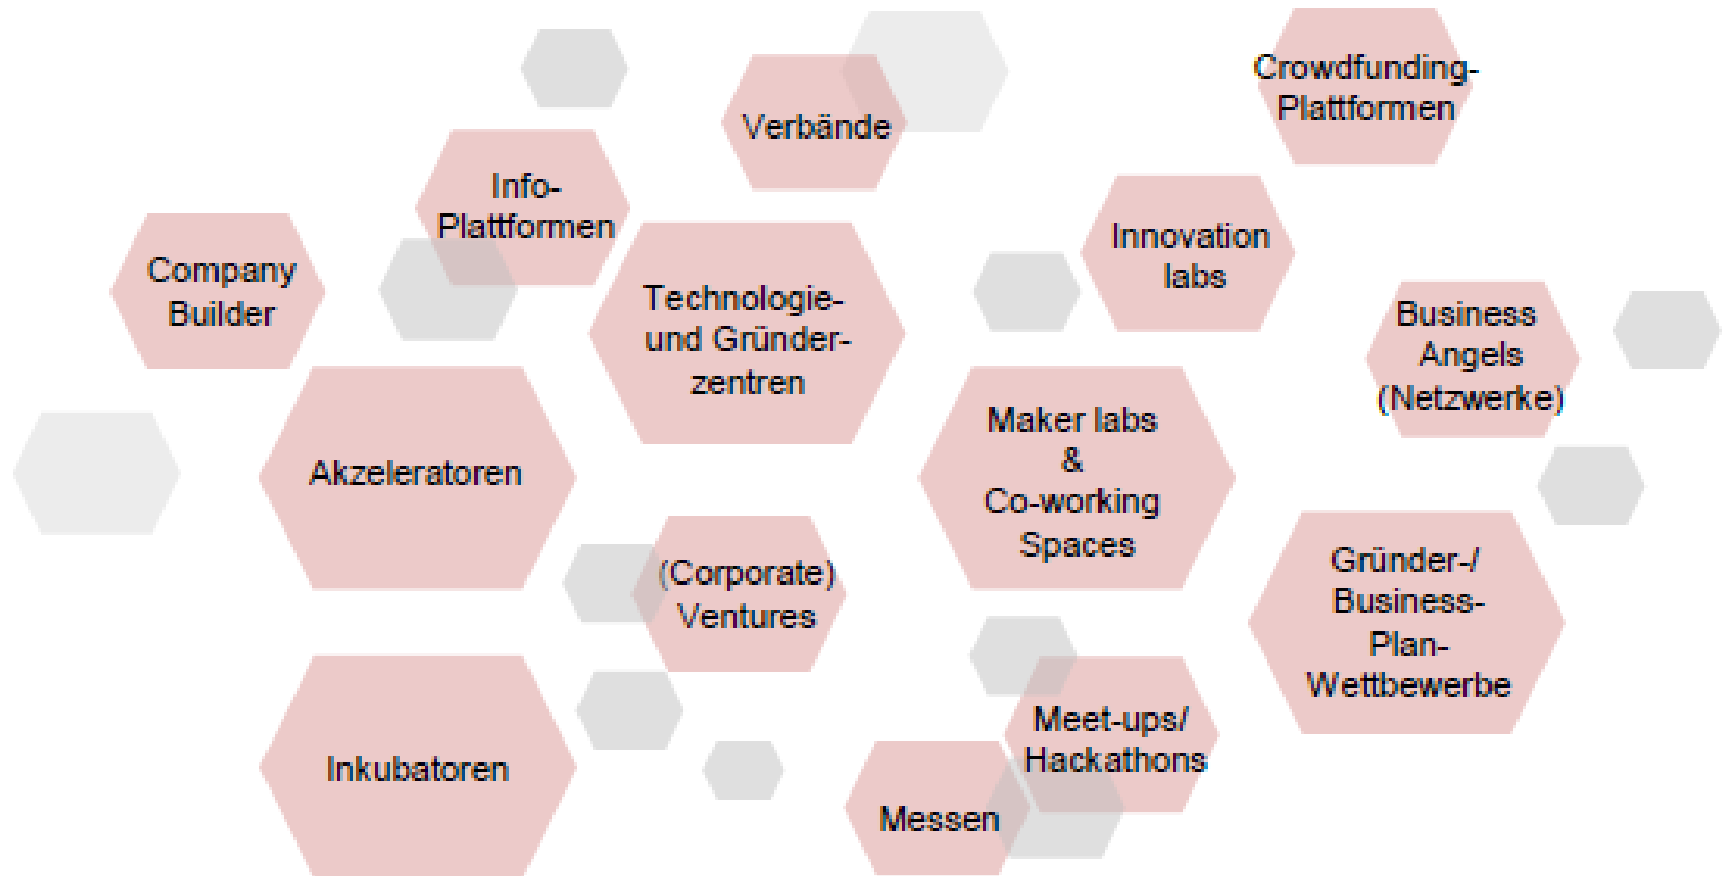 Crowdfunding-
Plattformen
Verbände
Info-
Plattformen
Innovation
labs
Company
Builder
Technologie-
und Gründer-
zentren
Business
Angels
(Netzwerke)
Akzeleratoren
Maker labs
&
Co-working
Spaces
(Corporate)
Ventures
Gründer-/
Business-
Plan-
Wettbewerbe
Inkubatoren
Meet-ups/
Hackathons
Messen